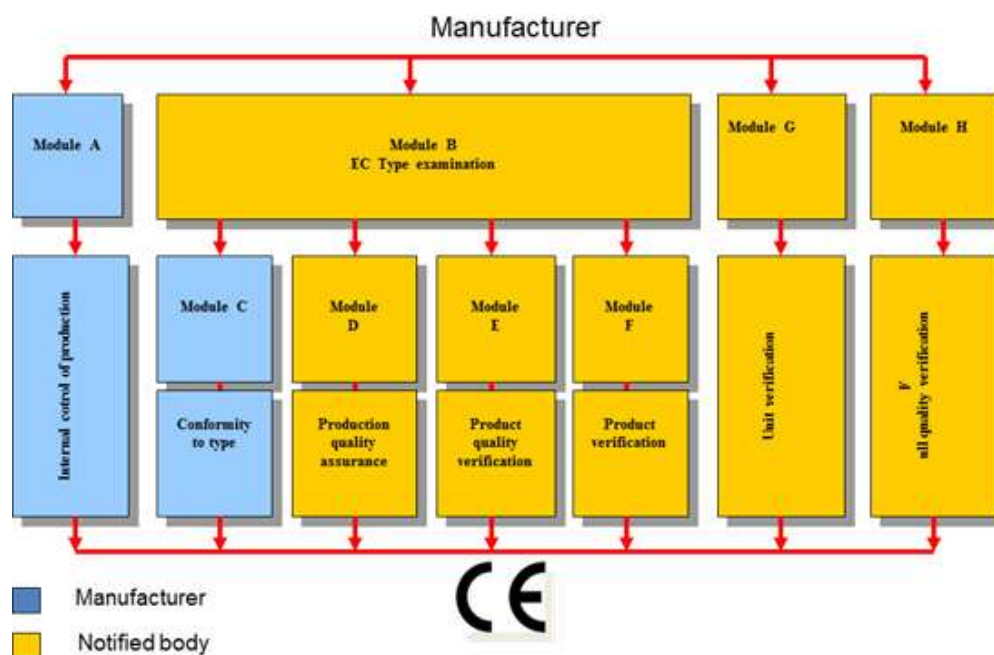 Manufacturer
Module A
Module B
EC Type examination
Module G
Module H
Internal cotrol of production
Module C
Module
D
Module
E
Module
F
Unit verification
F
ull quality verification
Conformity
to type
Production
quality
assurance
Product
quality
verification
Product
verification
CE
Manufacturer
Notified body